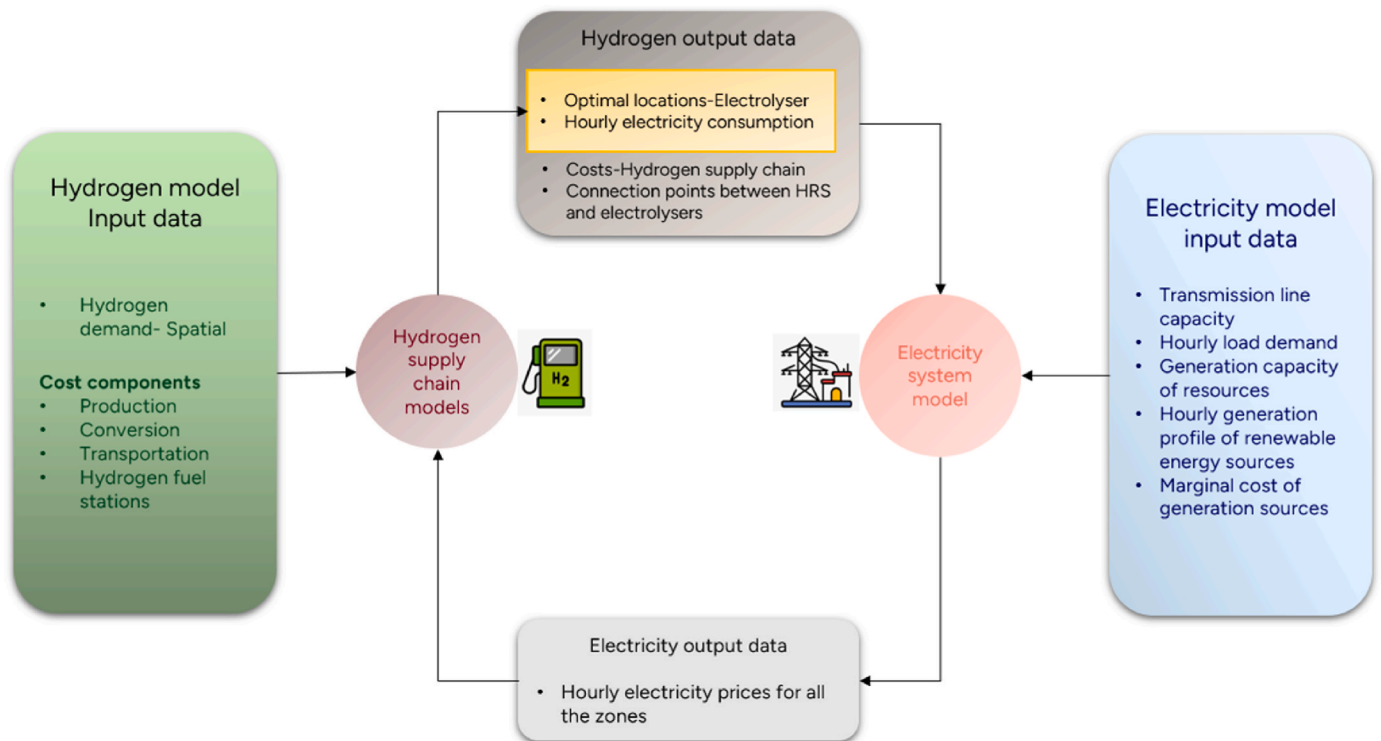 Hydrogen output data
• Optimal locations-Electrolyser
• Hourly electricity consumption
• Costs-Hydrogen supply chain
• Connection points between HRS
and electrolysers
Hydrogen model
Input data
• Hydrogen
demand- Spatial
Cost components
• Production
• Conversion
• Transportation
• Hydrogen fuel
stations
Hydrogen
supply
chain
models
H2
Electricity
system
model
Electricity model
input data
• Transmission line
capacity
• Hourly load demand
• Generation capacity
of resources
• Hourly generation
profile of renewable
energy sources
• Marginal cost of
generation sources
Electricity output data
• Hourly electricity prices for all
the zones